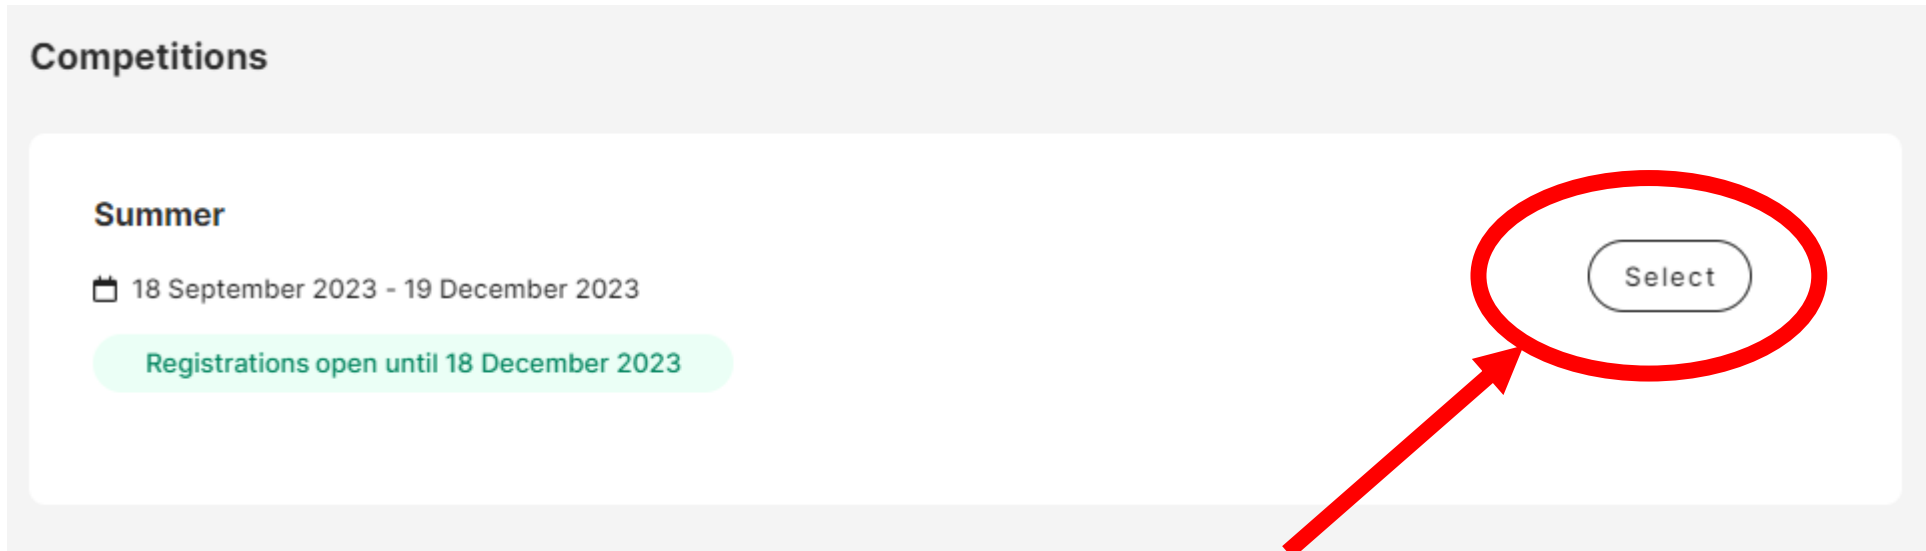 Competitions
Summer
18 September 2023 - 19 December 2023
Select
Registrations open until 18 December 2023